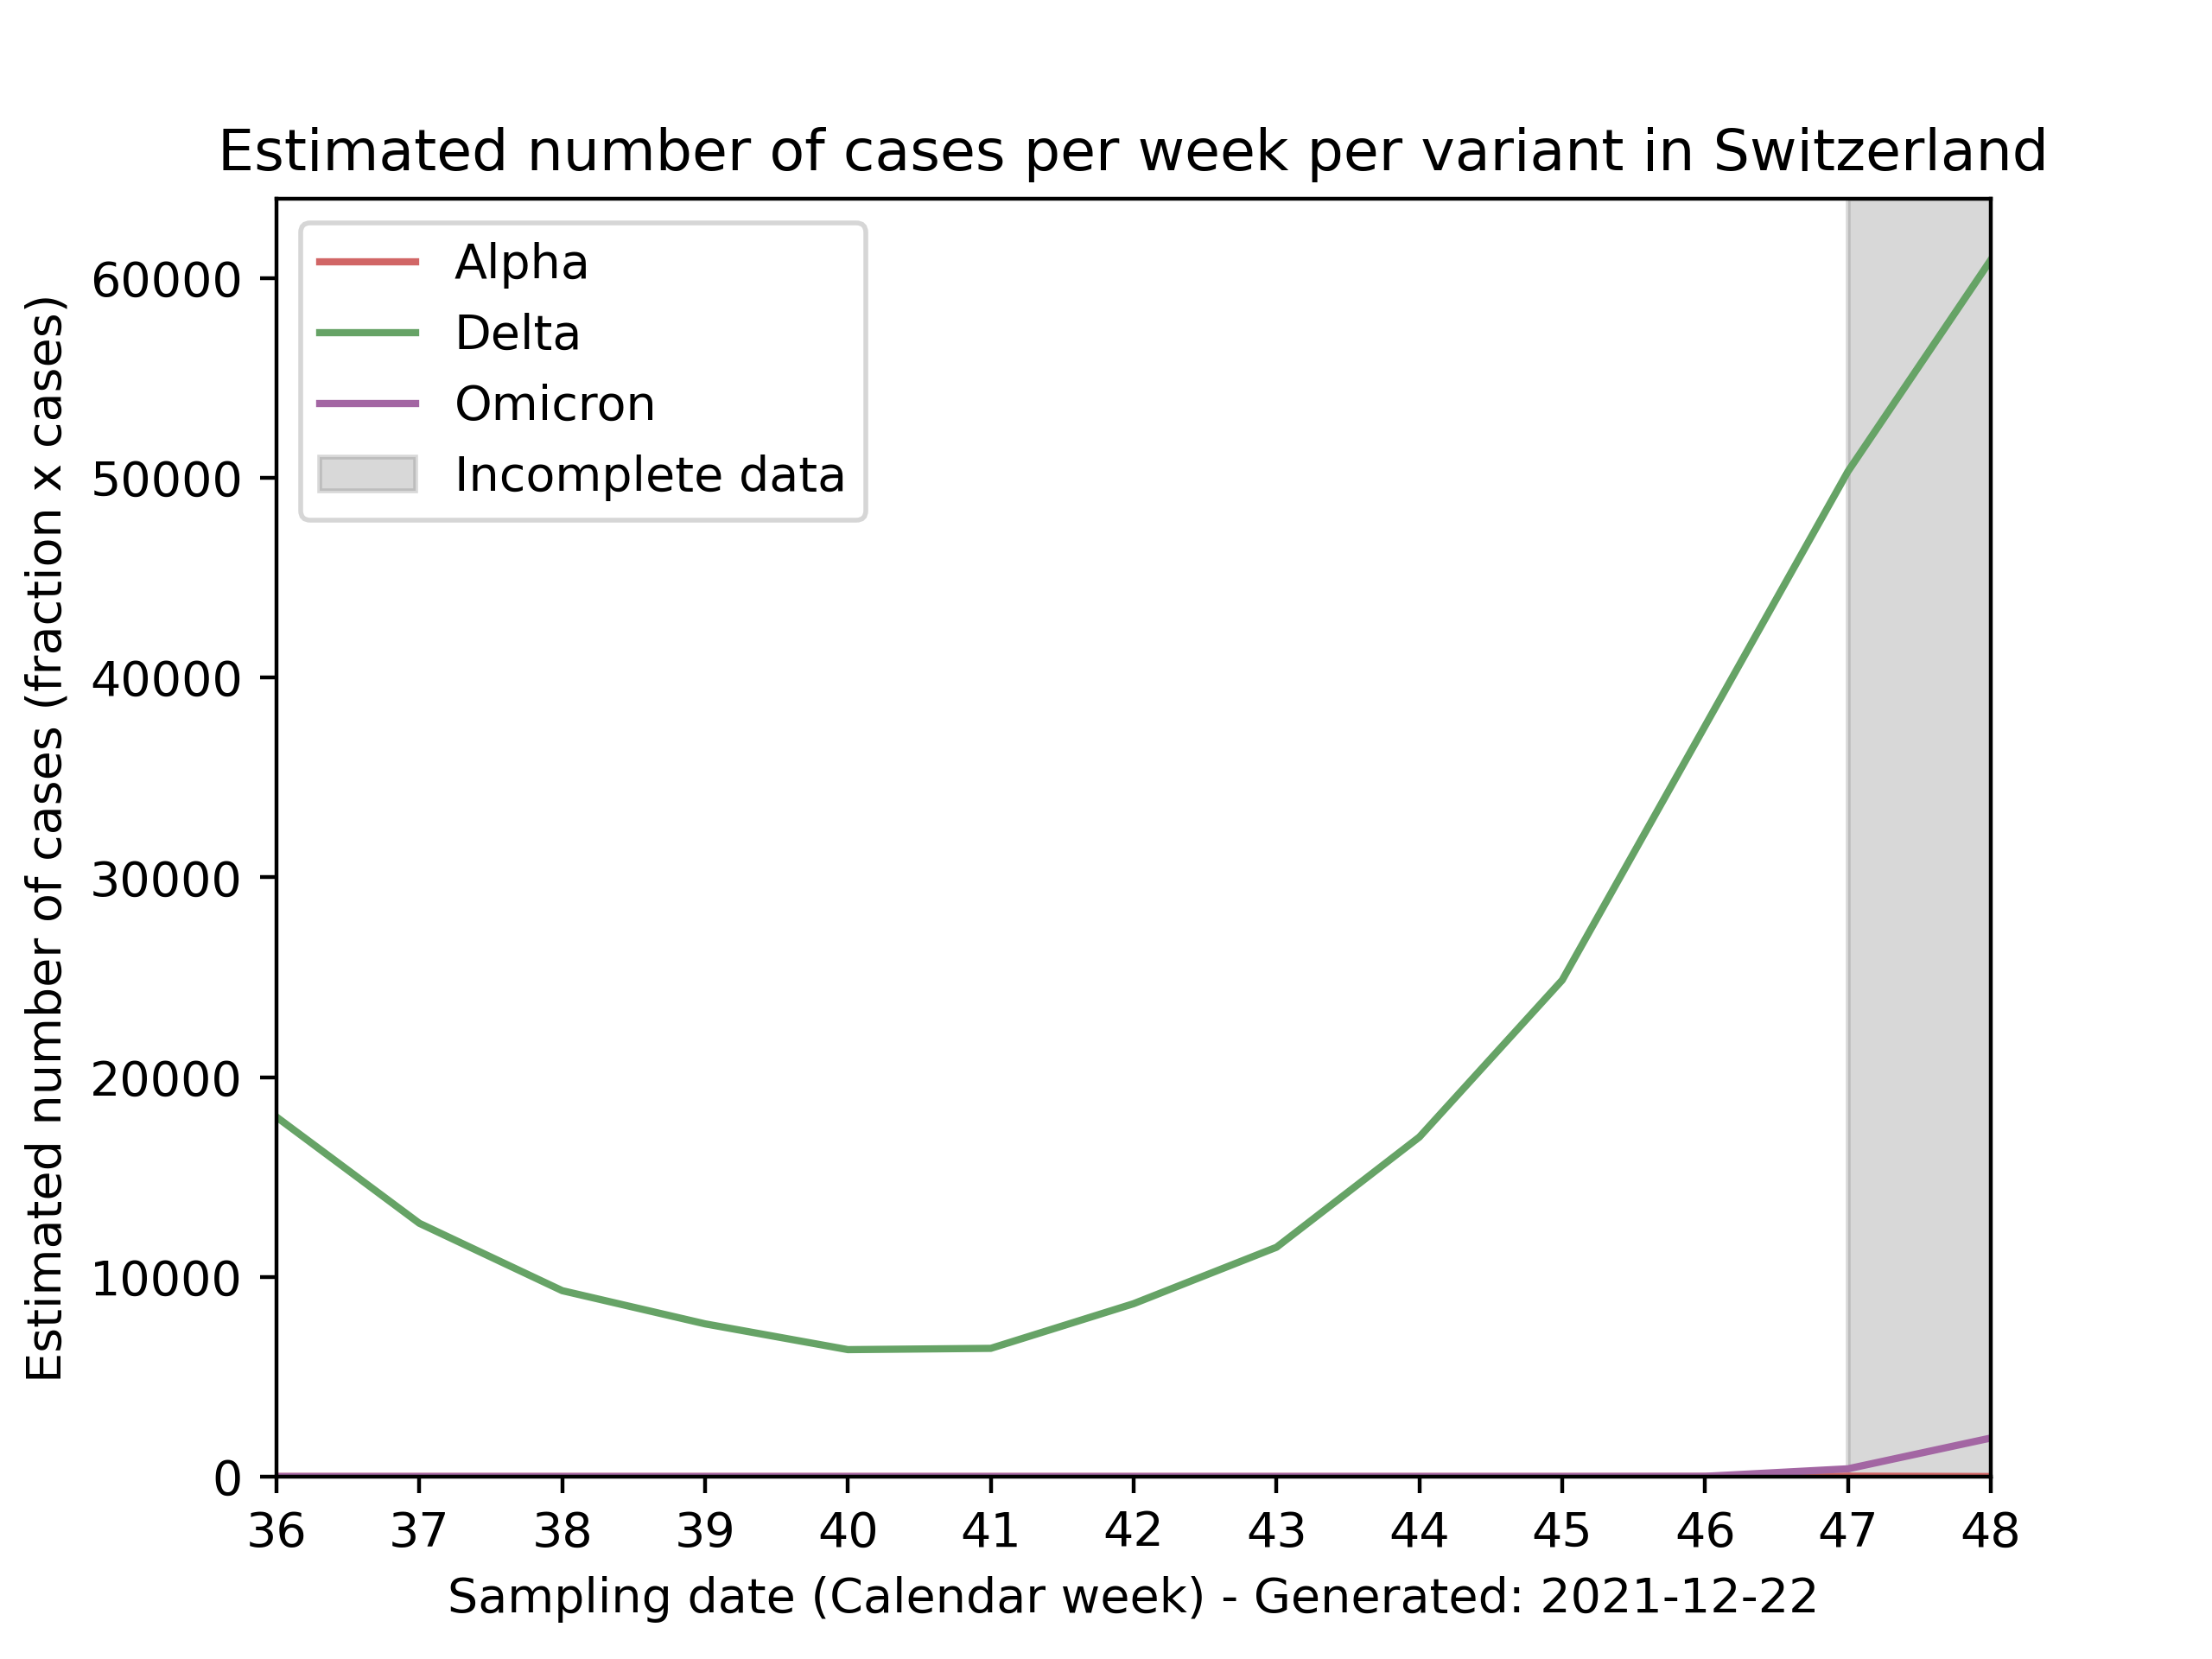 Estimated number of cases per week per variant in Switzerland
Alpha
Delta
Omicron
Incomplete data
Estimated number of cases (fraction x cases)
60000
50000
40000
30000
20000
10000
0
36 37 38 39 40 41 42 43 44 45 46 47 48
Sampling date (Calendar week) - Generated: 2021-12-22